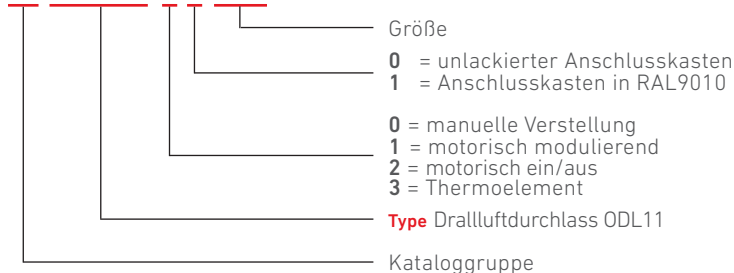 Größe
0 = unlackierter Anschlusskasten
1 = Anschlusskasten in RAL9010
0 = manuelle Verstellung
1 = motorisch modulierend
2 = motorisch ein/aus
3 = Thermoelement
Type Drallluftdurchlass ODL11
Kataloggruppe